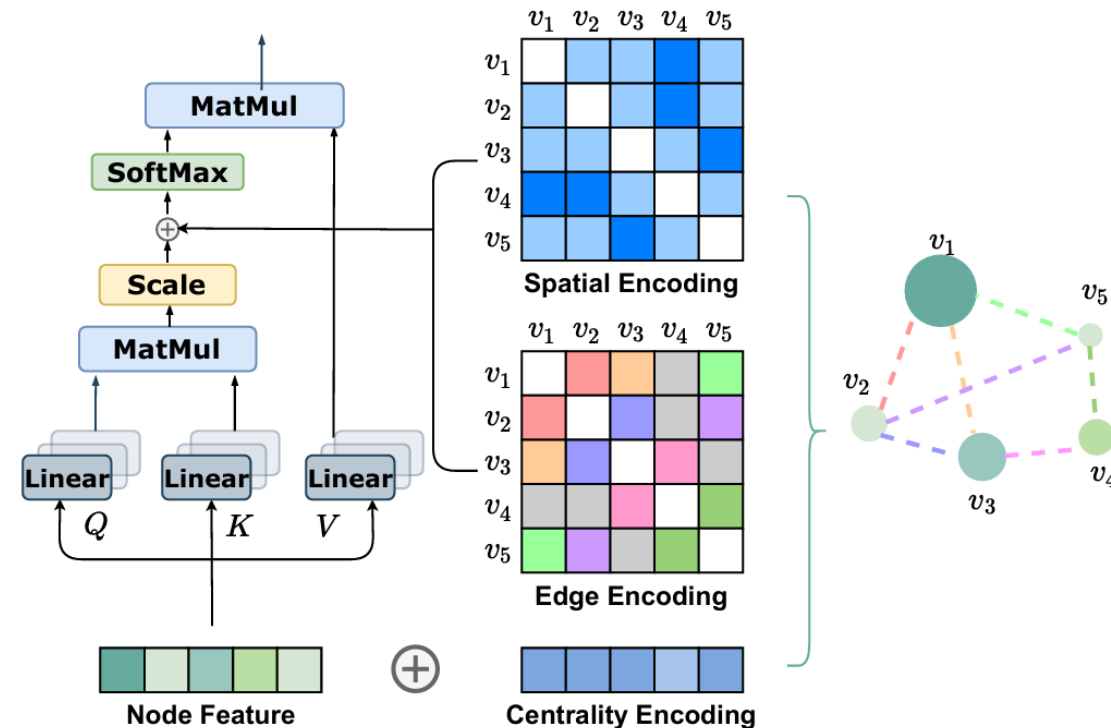 MatMul
SoftMax
+
Scale
MatMul
Linear Linear Linear
Q K V
Node Feature
v1 v2 v3 v4 v5
v1
v2
v3
v4
v5
Spatial Encoding
v1 v2 v3 v4 v5
v1
v2
v3
v4
v5
Edge Encoding
+
Centrality Encoding
v1
v5
v2
v3
v4